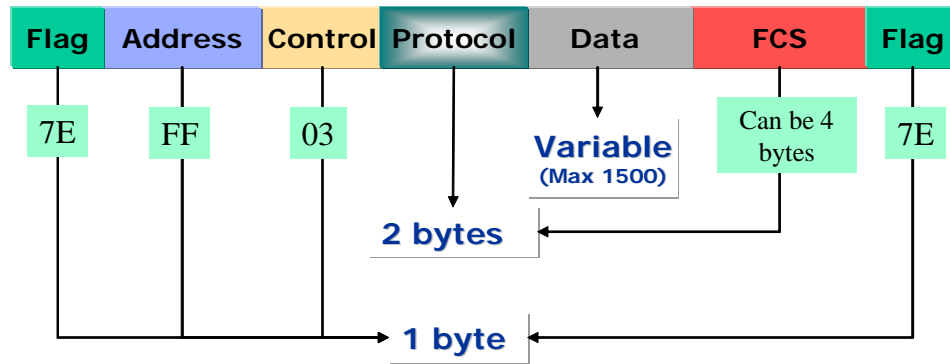 Flag Address Control Protocol Data FCS Flag
7E FF 03 Can be 4 bytes 7E
Variable
(Max 1500)
2 bytes
1 byte